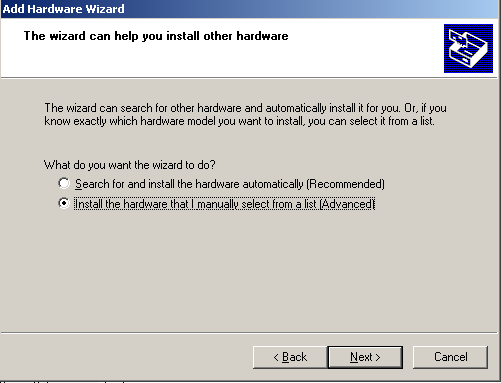 Add Hardware Wizard
The wizard can help you install other hardware
The wizard can search for other hardware and automatically install it for you. Or, if you
know exactly which hardware model you want to install, you can select it from a list.
What do you want the wizard to do?
Search for and install the hardware automatically (Recommended)
Install the hardware that I manually select from a list (Advanced)
< Back
Next >
Cancel